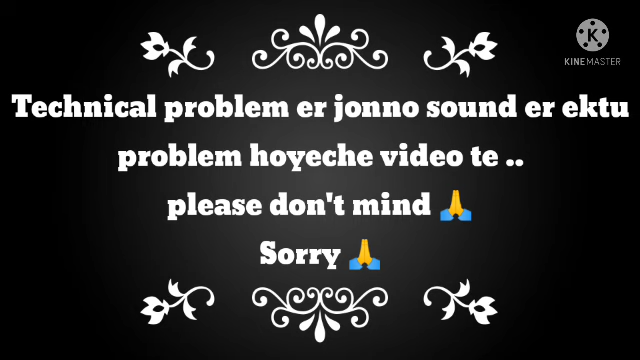 KINEMASTER
Technical problem er jonno sound er ektu
problem hoyeche video te ..
please don't mind 🙏
Sorry 🙏